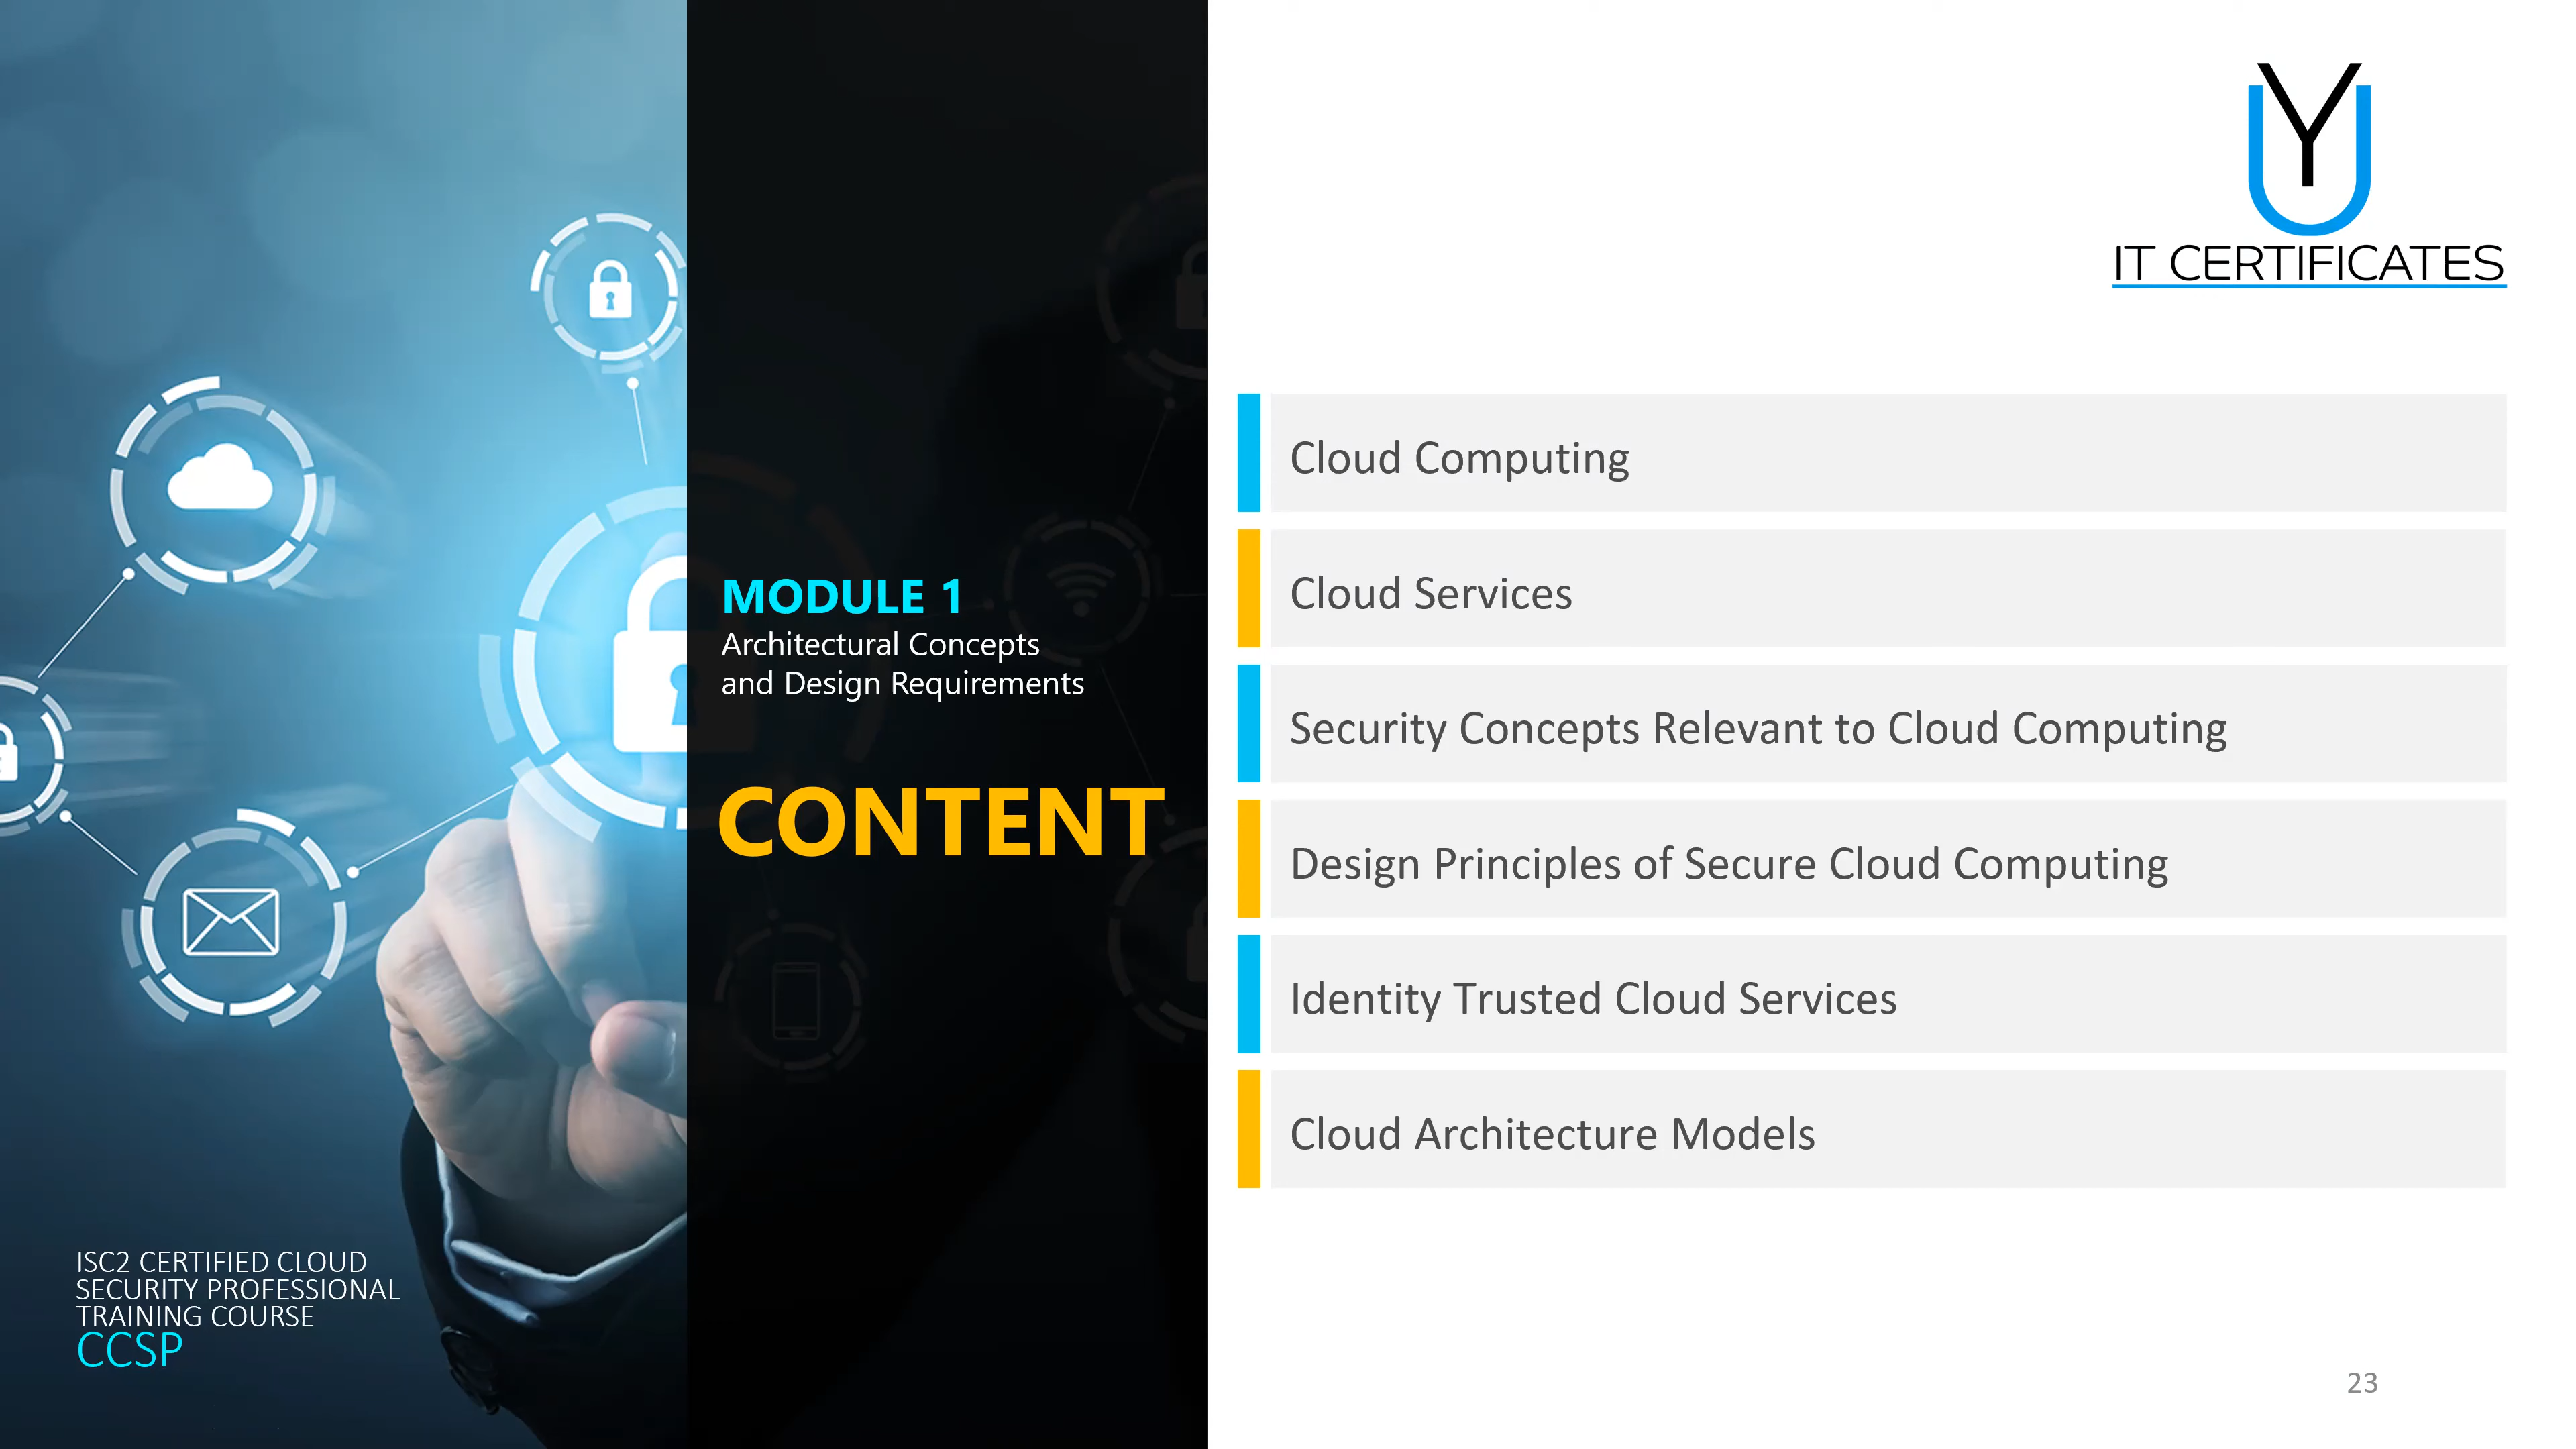 MODULE 1
Architectural Concepts
and Design Requirements
CONTENT
ISC2 CERTIFIED CLOUD
SECURITY PROFESSIONAL
TRAINING COURSE
CCSP
UY
IT CERTIFICATES
Cloud Computing
Cloud Services
Security Concepts Relevant to Cloud Computing
Design Principles of Secure Cloud Computing
Identity Trusted Cloud Services
Cloud Architecture Models
23